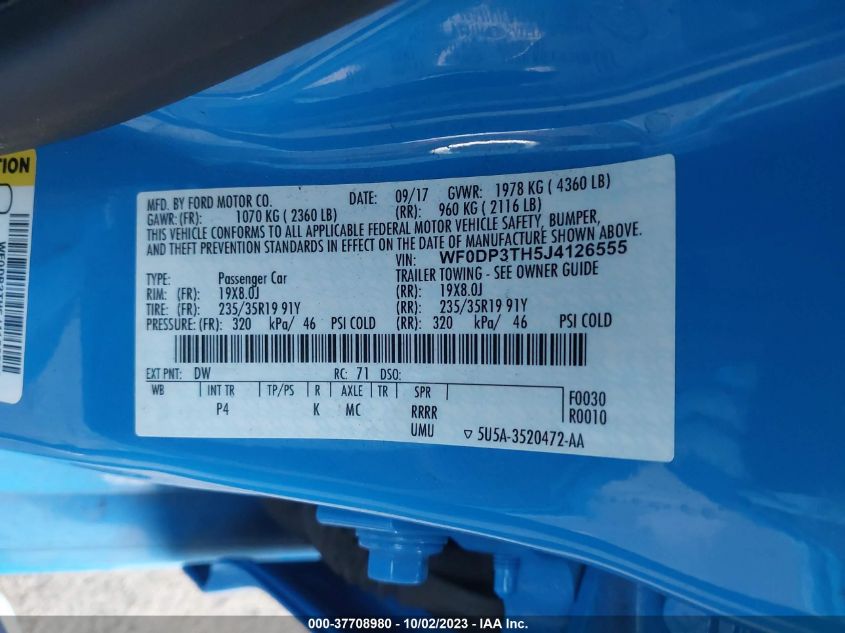 TION
MFD. BY FORD MOTOR CO. DATE: 09/17 GVWR: 1978 KG ( 4360 LB)
GAWR: (FR): 1070 KG ( 2360 LB) (RR): 960 KG ( 2116 LB)
THIS VEHICLE CONFORMS TO ALL APPLICABLE FEDERAL MOTOR VEHICLE SAFETY, BUMPER,
AND THEFT PREVENTION STANDARDS IN EFFECT ON THE DATE OF MANUFACTURE SHOWN ABOVE.
VIN: WF0DP3TH5J4126555
TYPE: Passenger Car TRAILER TOWING - SEE OWNER GUIDE
RIM: (FR): 19X8.0J (RR): 19X8.0J
TIRE: (FR): 235/35R19 91Y (RR): 235/35R19 91Y
PRESSURE: (FR): 320 kPa/ 46 PSI COLD (RR): 320 kPa/ 46 PSI COLD
EXT PNT: DW RC: 71 DSO:
WB INT TR TP/PS R AXLE TR SPR F0030
P4 K MC RRRR R0010
UMU ▽ 5U5A-3520472-AA
000-37708980 - 10/02/2023 - IAA Inc.